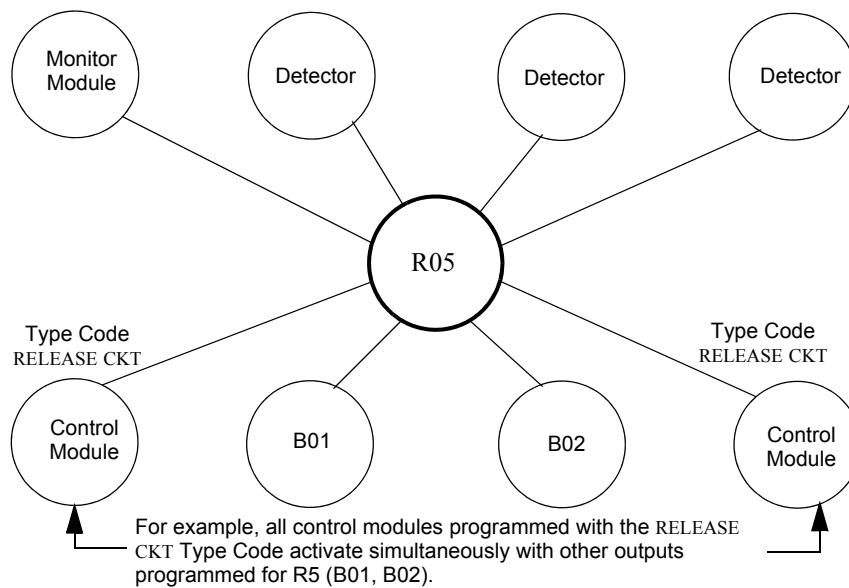 Monitor
Module
Detector
Detector
Detector
R05
Type Code
RELEASE CKT
Type Code
RELEASE CKT
Control
Module
B01
B02
Control
Module
For example, all control modules programmed with the RELEASE
CKT Type Code activate simultaneously with other outputs
programmed for R5 (B01, B02).